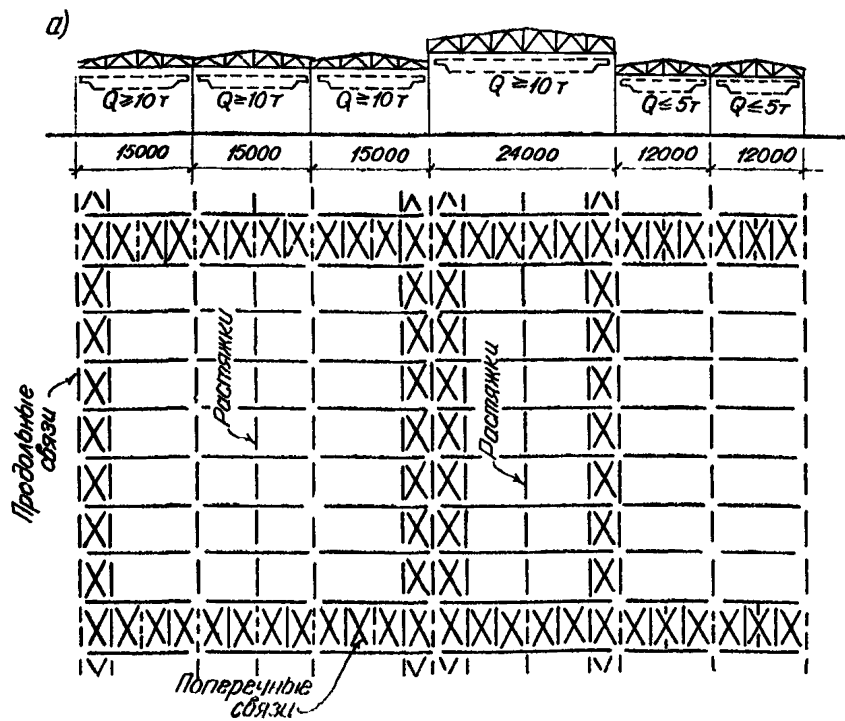 а)
Q≥10т
Q≥10т
Q≥10т
Q≥10т
Q≤5т
Q≤5т
15000
15000
15000
24000
12000
12000
Продольные
связи
Растяжки
Растяжки
Поперечные
связи